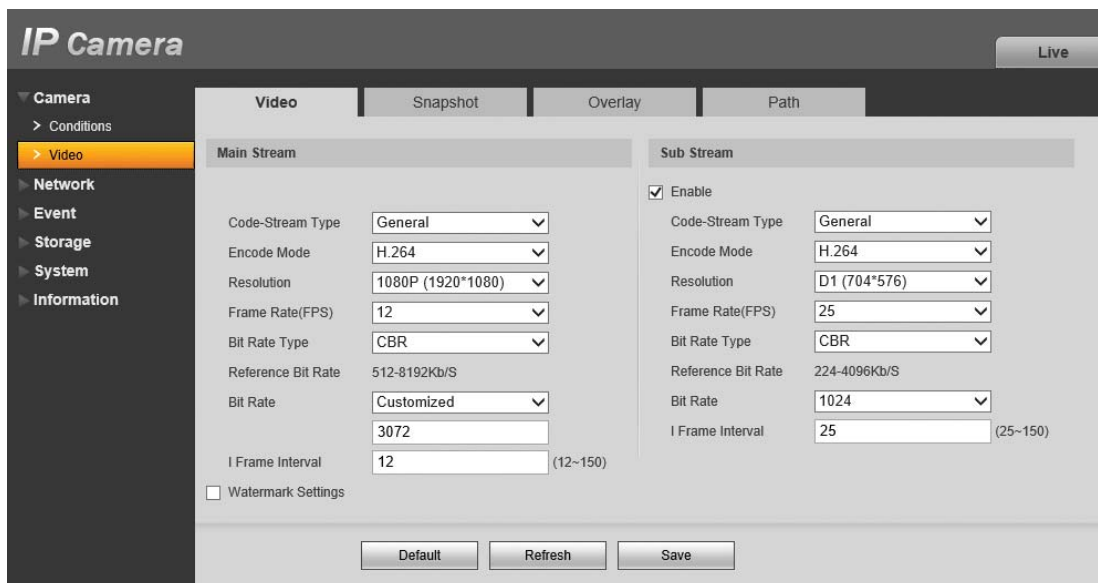 IP Camera
Live
Camera
Conditions
Video
Network
Event
Storage
System
Information
Video Snapshot Overlay Path
Main Stream
Code-Stream Type General
Encode Mode H.264
Resolution 1080P (1920*1080)
Frame Rate(FPS) 12
Bit Rate Type CBR
Reference Bit Rate 512-8192Kb/S
Bit Rate Customized
3072
I Frame Interval 12 (12~150)
Watermark Settings
Sub Stream
Enable
Code-Stream Type General
Encode Mode H.264
Resolution D1 (704*576)
Frame Rate(FPS) 25
Bit Rate Type CBR
Reference Bit Rate 224-4096Kb/S
Bit Rate 1024
I Frame Interval 25 (25~150)
Default Refresh Save